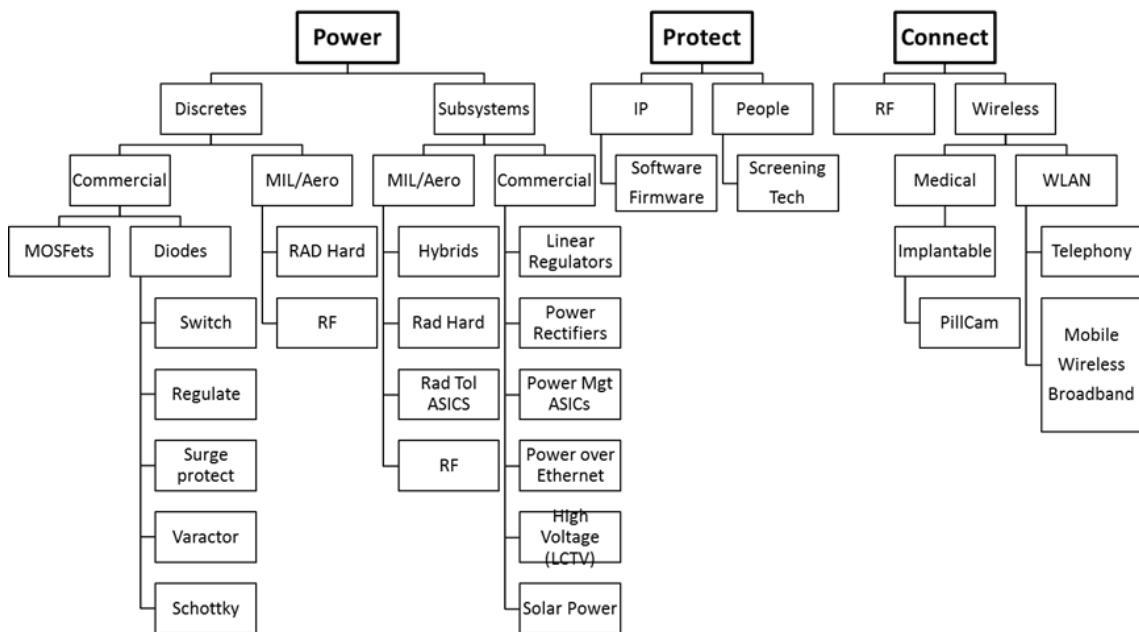 Power
Protect
Connect
Discretes
Subsystems
IP
People
RF
Wireless
Commercial
MIL/Aero
MIL/Aero
Commercial
Software
Firmware
Screening
Tech
Medical
WLAN
MOSFets
Diodes
RAD Hard
Hybrids
Linear
Regulators
Implantable
Telephony
Switch
RF
Rad Hard
Power
Rectifiers
PillCam
Mobile
Wireless
Broadband
Regulate
Rad Tol
ASICS
Power Mgt
ASICs
Surge
protect
RF
Power over
Ethernet
Varactor
High
Voltage
(LCTV)
Schottky
Solar Power